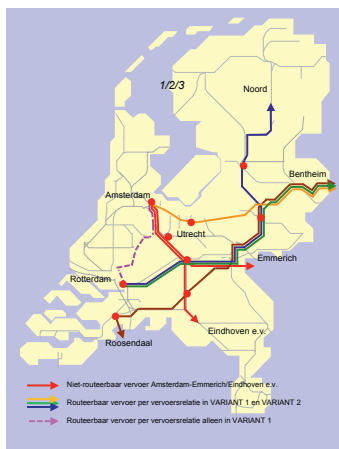 1/2/3
Noord
Bentheim
Amsterdam
Utrecht
Emmerich
Rotterdam
Eindhoven e.v.
Roosendaal
Niet-routeerbaar vervoer Amsterdam-Emmerich/Eindhoven e.v.
Routeerbaar vervoer per vervoersrelatie in VARIANT 1 en VARIANT 2
Routeerbaar vervoer per vervoersrelatie alleen in VARIANT 1